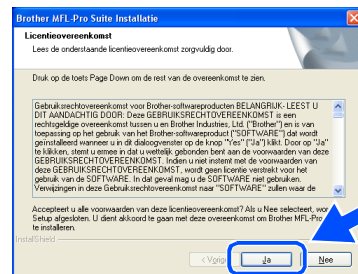 Brother MFL-Pro Suite Installatie
Licentieovereenkomst
Lees de onderstaande licentieovereenkomst zorgvuldig door.
Druk op de toets Page Down om de rest van de overeenkomst te zien.
Gebruiksrechtovereenkomst voor Brother-softwareproducten BELANGRIJK- LEEST U
DIT AANDACHTIG DOOR: Deze GEBRUIKSRECHTOVEREENKOMST is een
rechtsgeldige overeenkomst tussen u en Brother Industries, Ltd. ("Brother") en is van
toepassing op het gebruik van het Brother-softwareproduct ("SOFTWARE") dat wordt
geïnstalleerd wanneer u in dit dialoogvenster op de knop "Yes" ("Ja") klikt. Door op "Ja"
te klikken, stemt u ermee in dat u wettelijk gebonden bent aan de voorwaarden van deze
GEBRUIKSRECHTOVEREENKOMST. Indien u niet instemt met de voorwaarden van
deze GEBRUIKSRECHTOVEREENKOMST, wordt geen licentie verstrekt voor het
gebruik van de SOFTWARE. In dat geval mag u de SOFTWARE niet gebruiken.
Verwijzingen in deze Gebruiksrechtovereenkomst naar "SOFTWARE" zullen waar de
Accepteert u alle voorwaarden van deze licentieovereenkomst? Als u Nee selecteert, wor
Setup afgesloten. U dient akkoord te gaan met deze overeenkomst om Brother MFL-Pro
te installeren.
InstallShield
< Vorig
Ja
Nee